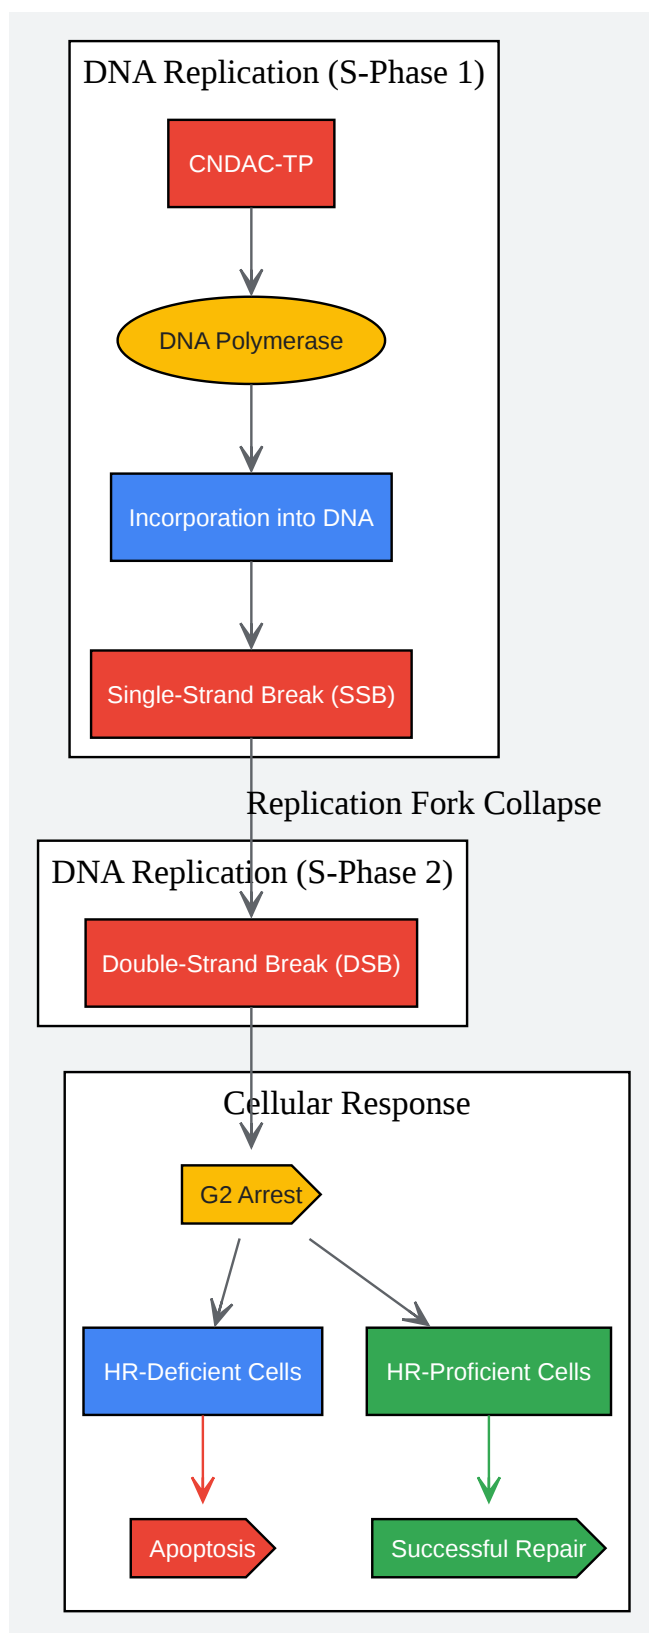 DNA Replication (S-Phase 1)
CNDAC-TP
DNA Polymerase
Incorporation into DNA
Single-Strand Break (SSB)
Replication Fork Collapse
DNA Replication (S-Phase 2)
Double-Strand Break (DSB)
Cellular Response
G2 Arrest
HR-Deficient Cells
HR-Proficient Cells
Apoptosis
Successful Repair